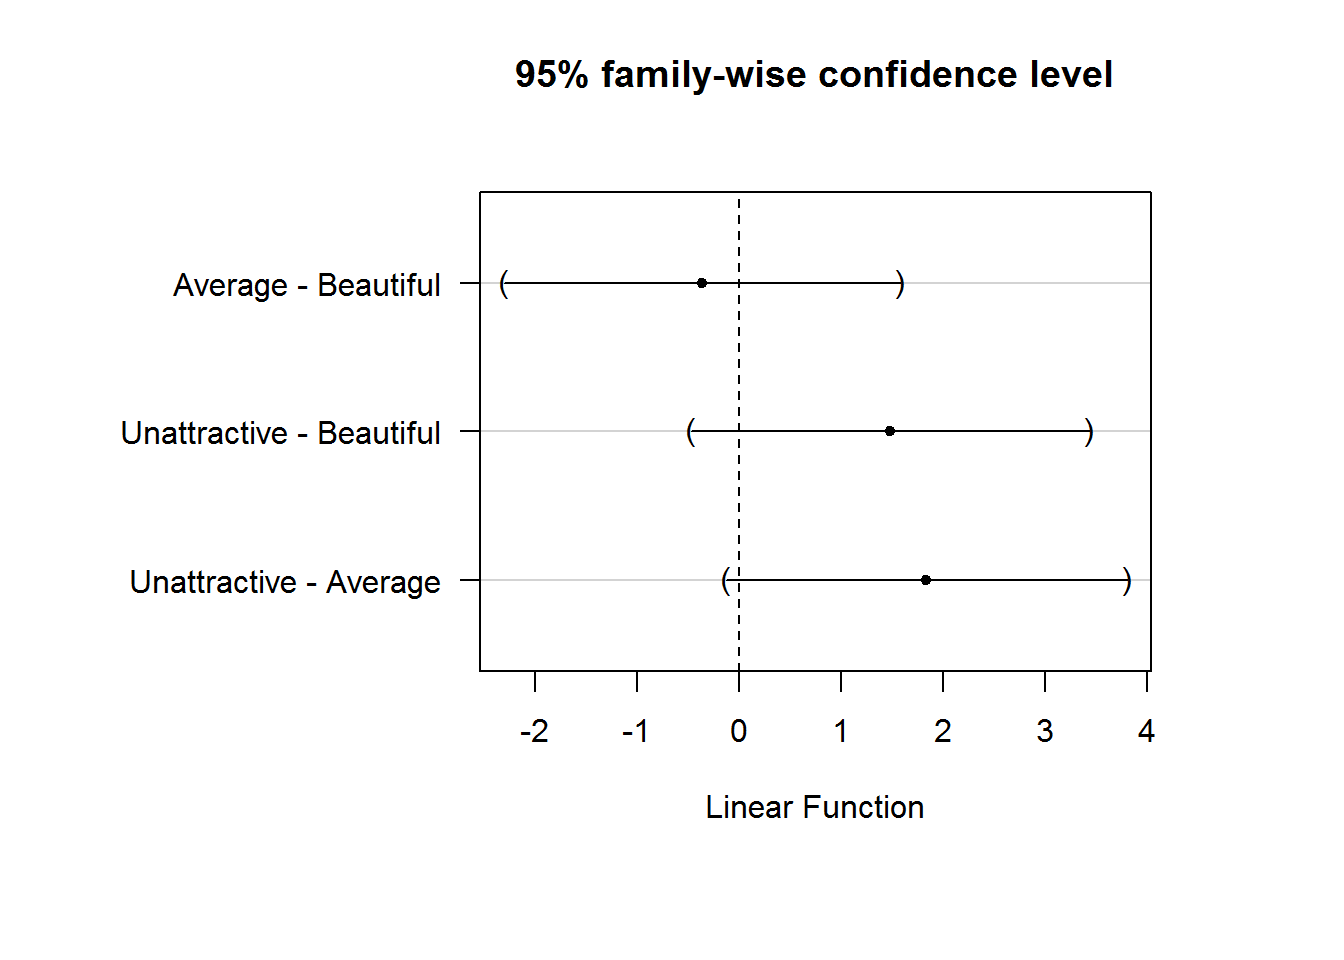 95% family-wise confidence level
Average - Beautiful
Unattractive - Beautiful
Unattractive - Average
-2 -1 0 1 2 3 4
Linear Function